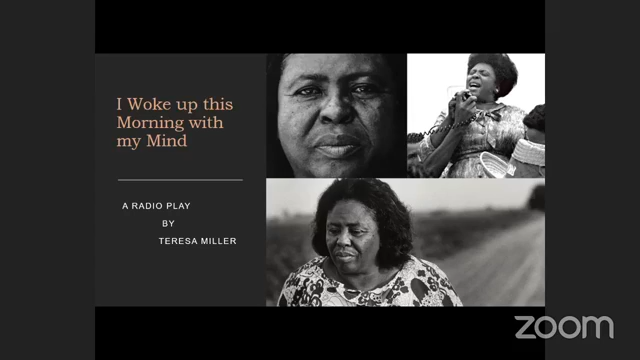 I Woke up this
Morning with
my Mind
A RADIO PLAY
BY
TERESA MILLER
zoom